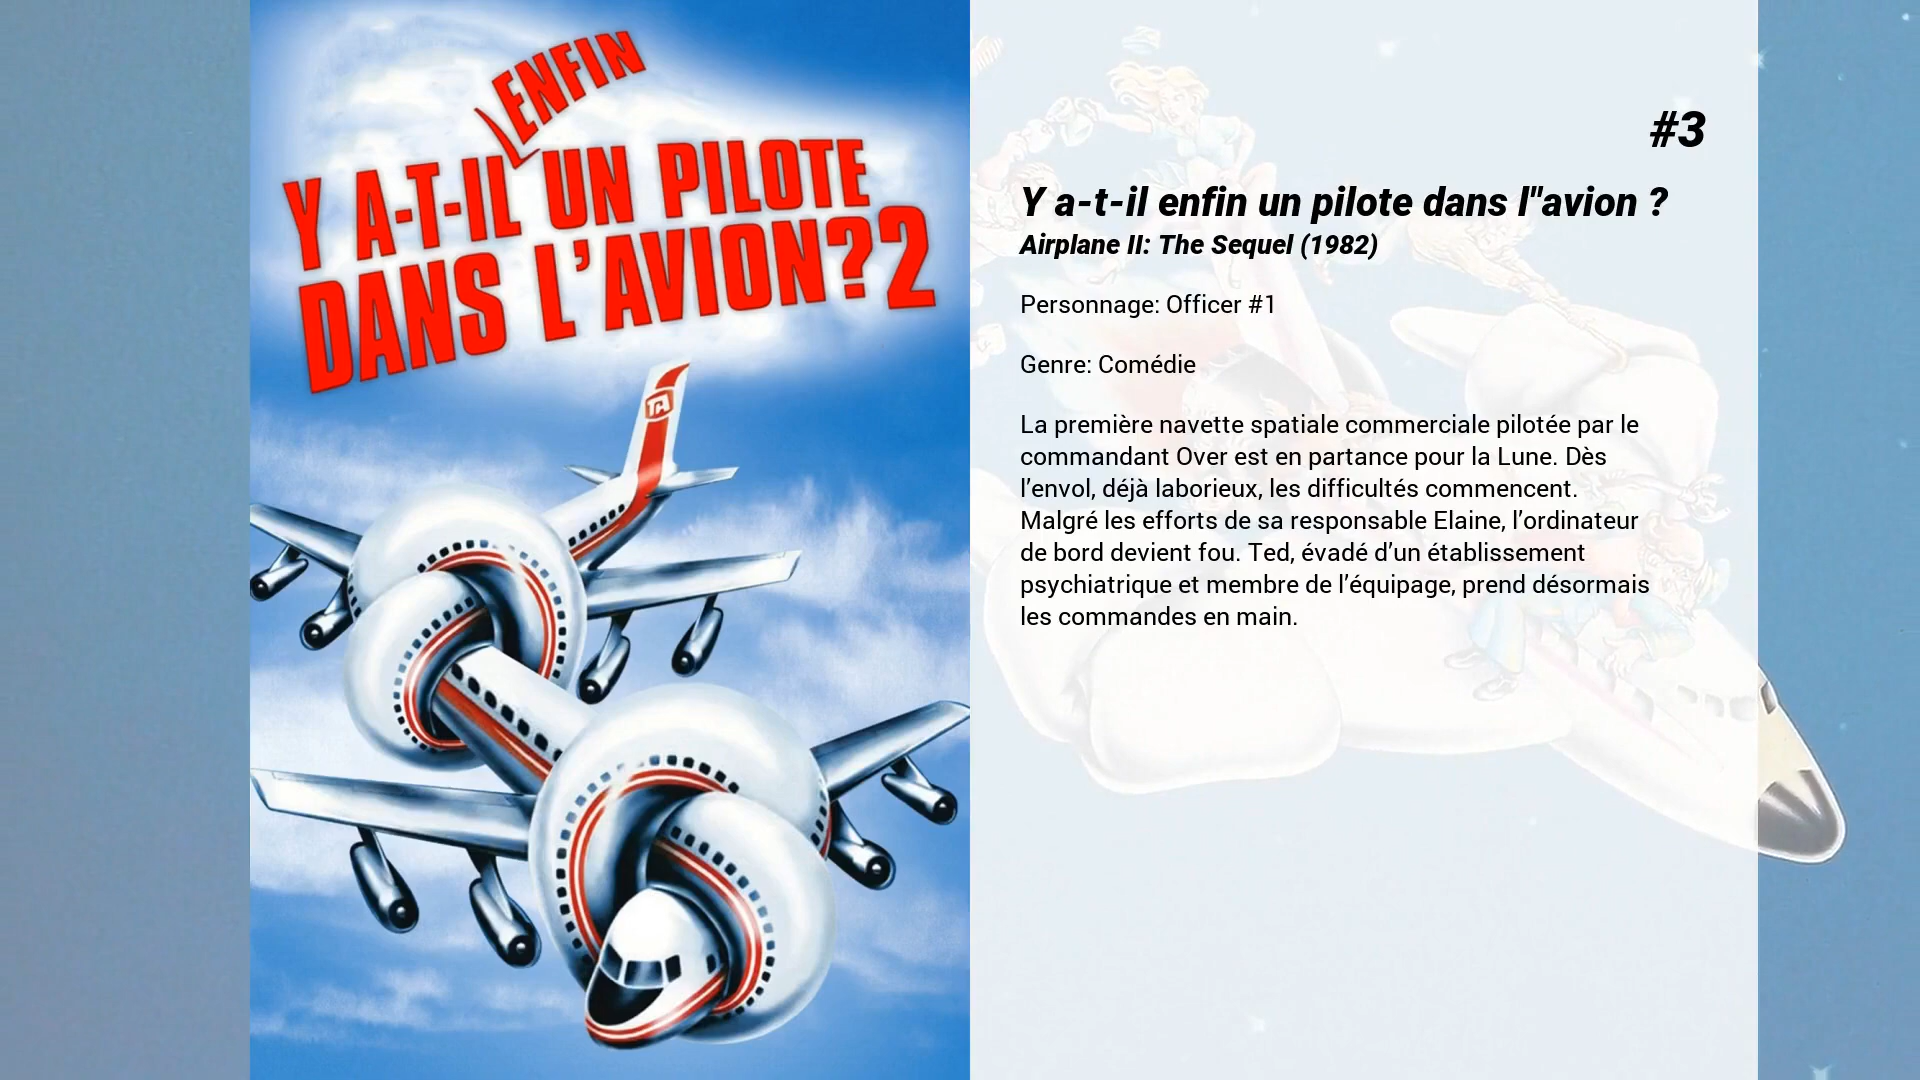 ENFIN
Y A-T-IL UN PILOTE
DANS L'AVION? 2
TA
#3
Y a-t-il enfin un pilote dans l"avion ?
Airplane II: The Sequel (1982)
Personnage: Officer #1
Genre: Comédie
La première navette spatiale commerciale pilotée par le
commandant Over est en partance pour la Lune. Dès
l’envol, déjà laborieux, les difficultés commencent.
Malgré les efforts de sa responsable Elaine, l’ordinateur
de bord devient fou. Ted, évadé d’un établissement
psychiatrique et membre de l’équipage, prend désormais
les commandes en main.